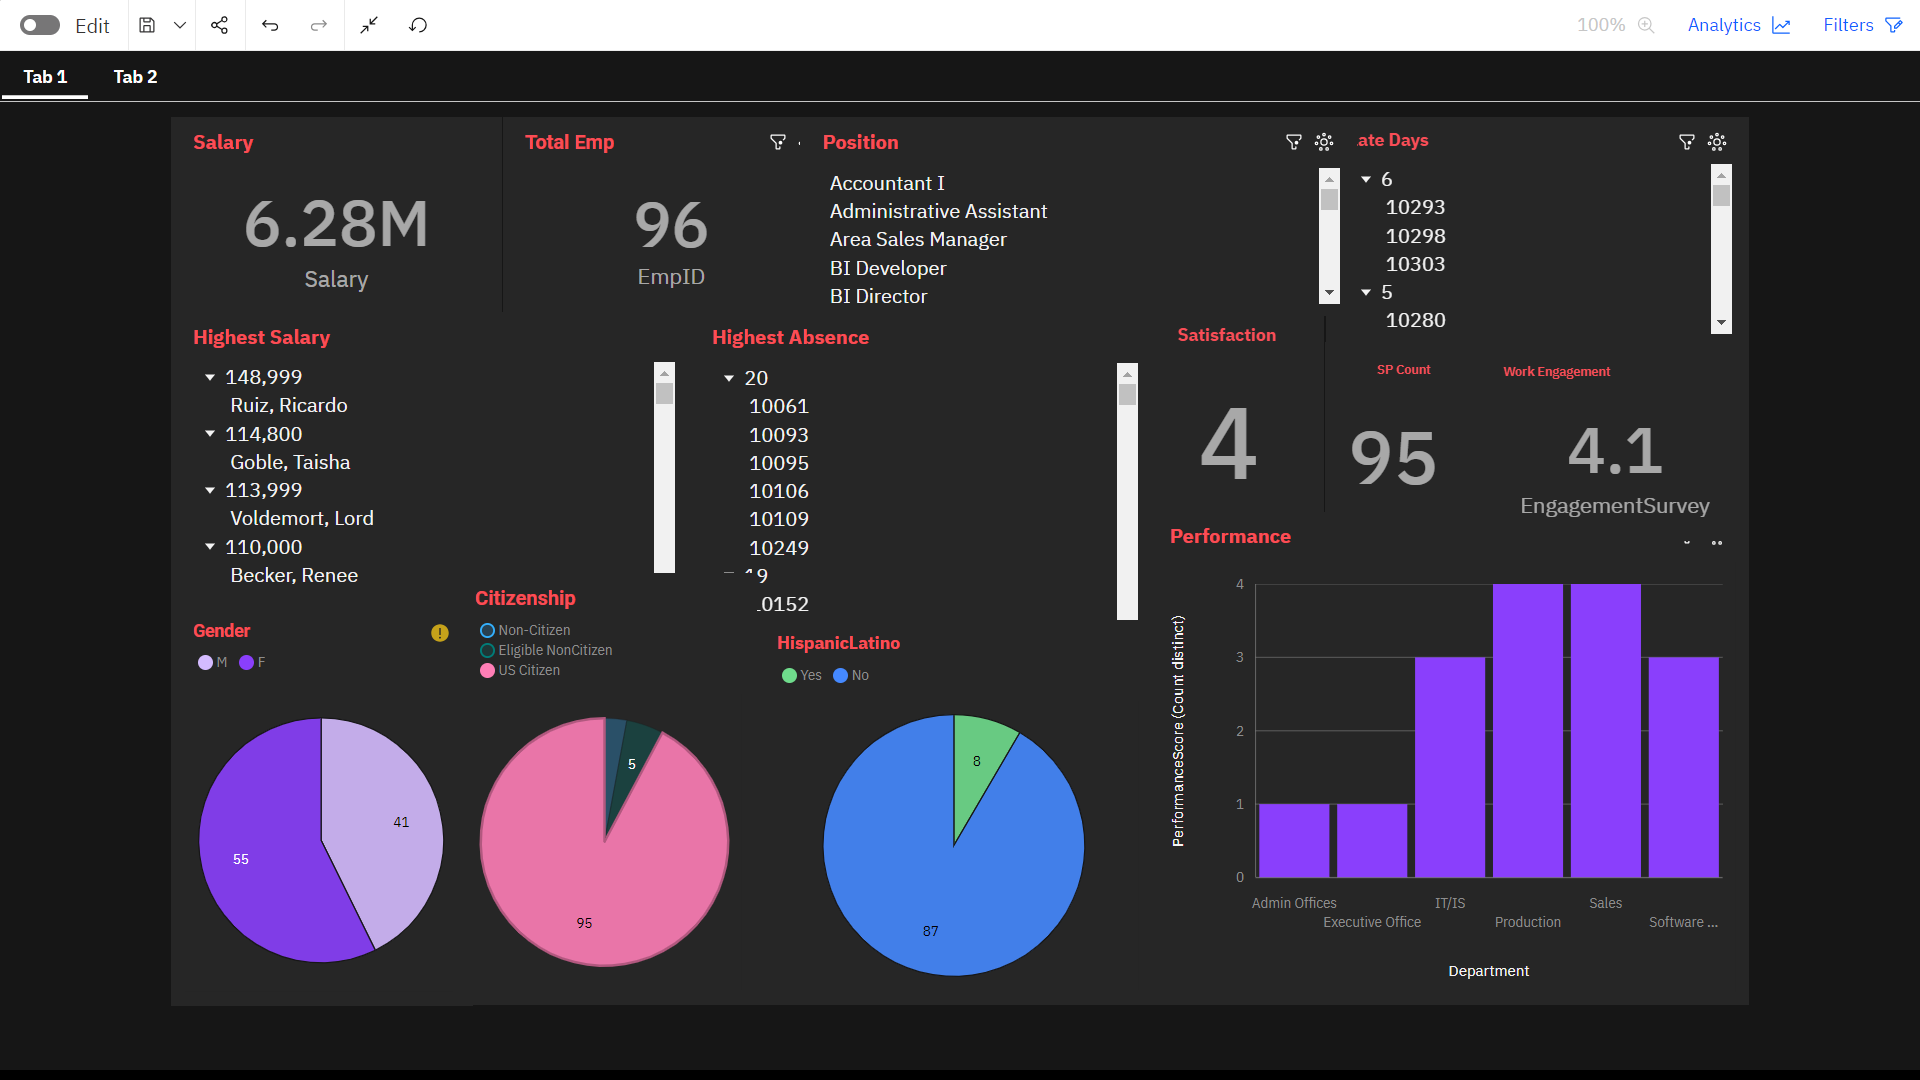 Edit
100%
Analytics
Filters
Tab 1
Tab 2
Salary
6.28M
Salary
Total Emp
96
EmpID
Position
Accountant I
Administrative Assistant
Area Sales Manager
BI Developer
BI Director
ate Days
6
10293
10298
10303
5
10280
Highest Salary
148,999
Ruiz, Ricardo
114,800
Goble, Taisha
113,999
Voldemort, Lord
110,000
Becker, Renee
Highest Absence
20
10061
10093
10095
10106
10109
10249
19
10152
Satisfaction
4
SP Count
95
Work Engagement
4.1
EngagementSurvey
Gender
M F
41
55
Citizenship
Non-Citizen
Eligible NonCitizen
US Citizen
5
95
HispanicLatino
Yes No
8
87
Performance
PerformanceScore (Count distinct)
4
3
2
1
0
Admin Offices
Executive Office
IT/IS
Production
Sales
Software ...
Department